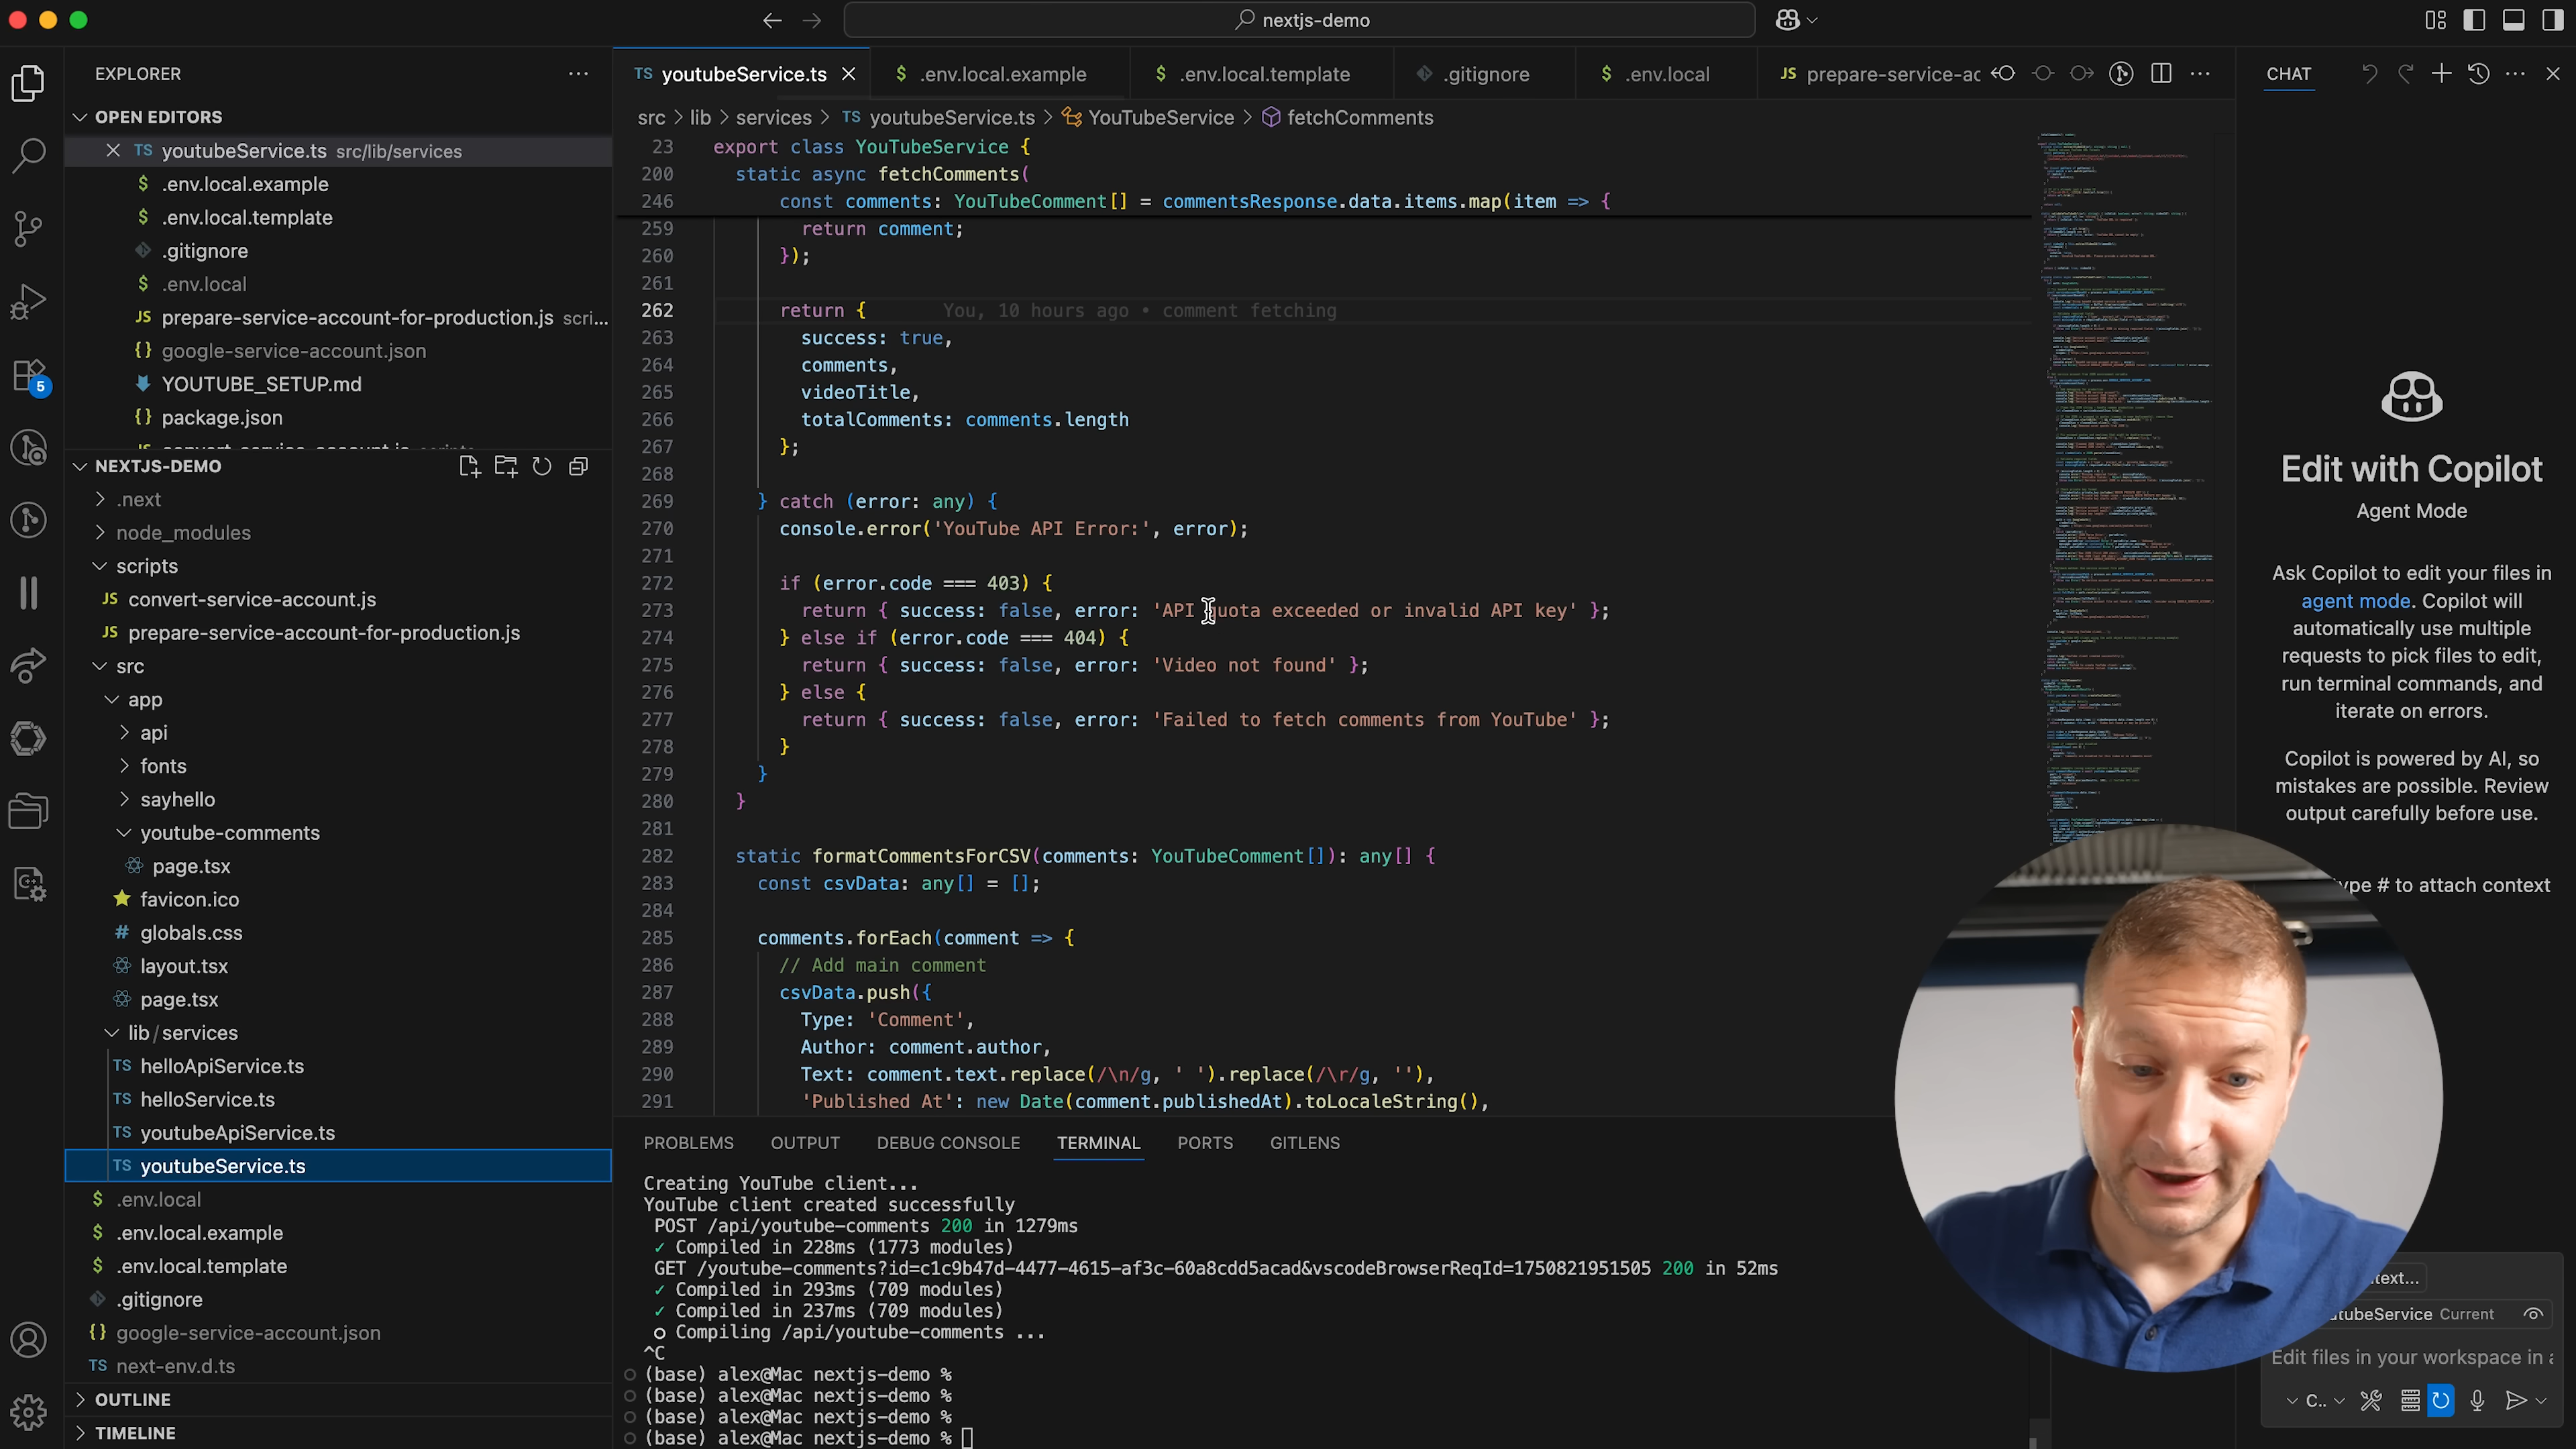 nextjs-demo
EXPLORER
OPEN EDITORS
TS youtubeService.ts src/lib/services
$ .env.local.example
$ .env.local.template
.gitignore
$ .env.local
JS prepare-service-account-for-production.js scri...
{} google-service-account.json
YOUTUBE_SETUP.md
{} package.json
NEXTJS-DEMO
.next
node_modules
scripts
JS convert-service-account.js
JS prepare-service-account-for-production.js
src
app
api
fonts
sayhello
youtube-comments
page.tsx
favicon.ico
# globals.css
layout.tsx
page.tsx
lib/services
TS helloApiService.ts
TS helloService.ts
TS youtubeApiService.ts
TS youtubeService.ts
$ .env.local
$ .env.local.example
$ .env.local.template
.gitignore
{} google-service-account.json
TS next-env.d.ts
OUTLINE
TIMELINE
5
TS youtubeService.ts $ .env.local.example $ .env.local.template .gitignore $ .env.local JS prepare-service-ac
src > lib > services > TS youtubeService.ts > YouTubeService > fetchComments
23 export class YouTubeService {
200 static async fetchComments(
246 const comments: YouTubeComment[] = commentsResponse.data.items.map(item => {
259 return comment;
260 });
261
262 return { You, 10 hours ago • comment fetching
263 success: true,
264 comments,
265 videoTitle,
266 totalComments: comments.length
267 };
268
269 } catch (error: any) {
270 console.error('YouTube API Error:', error);
271
272 if (error.code === 403) {
273 return { success: false, error: 'API quota exceeded or invalid API key' };
274 } else if (error.code === 404) {
275 return { success: false, error: 'Video not found' };
276 } else {
277 return { success: false, error: 'Failed to fetch comments from YouTube' };
278 }
279 }
280 }
281
282 static formatCommentsForCSV(comments: YouTubeComment[]): any[] {
283 const csvData: any[] = [];
284
285 comments.forEach(comment => {
286 // Add main comment
287 csvData.push({
288 Type: 'Comment',
289 Author: comment.author,
290 Text: comment.text.replace(/\n/g, ' ').replace(/\r/g, ''),
291 'Published At': new Date(comment.publishedAt).toLocaleString(),
PROBLEMS OUTPUT DEBUG CONSOLE TERMINAL PORTS GITLENS
Creating YouTube client...
YouTube client created successfully
POST /api/youtube-comments 200 in 1279ms
✓ Compiled in 228ms (1773 modules)
GET /youtube-comments?id=c1c9b47d-4477-4615-af3c-60a8cdd5acad&vscodeBrowserReqId=1750821951505 200 in 52ms
✓ Compiled in 293ms (709 modules)
✓ Compiled in 237ms (709 modules)
○ Compiling /api/youtube-comments ...
^C
(base) alex@Mac nextjs-demo %
(base) alex@Mac nextjs-demo %
(base) alex@Mac nextjs-demo %
(base) alex@Mac nextjs-demo %
CHAT
Edit with Copilot
Agent Mode
Ask Copilot to edit your files in
agent mode. Copilot will
automatically use multiple
requests to pick files to edit,
run terminal commands, and
iterate on errors.
Copilot is powered by AI, so
mistakes are possible. Review
output carefully before use.
ype # to attach context
text...
utubeService Current
Edit files in your workspace in a
C..